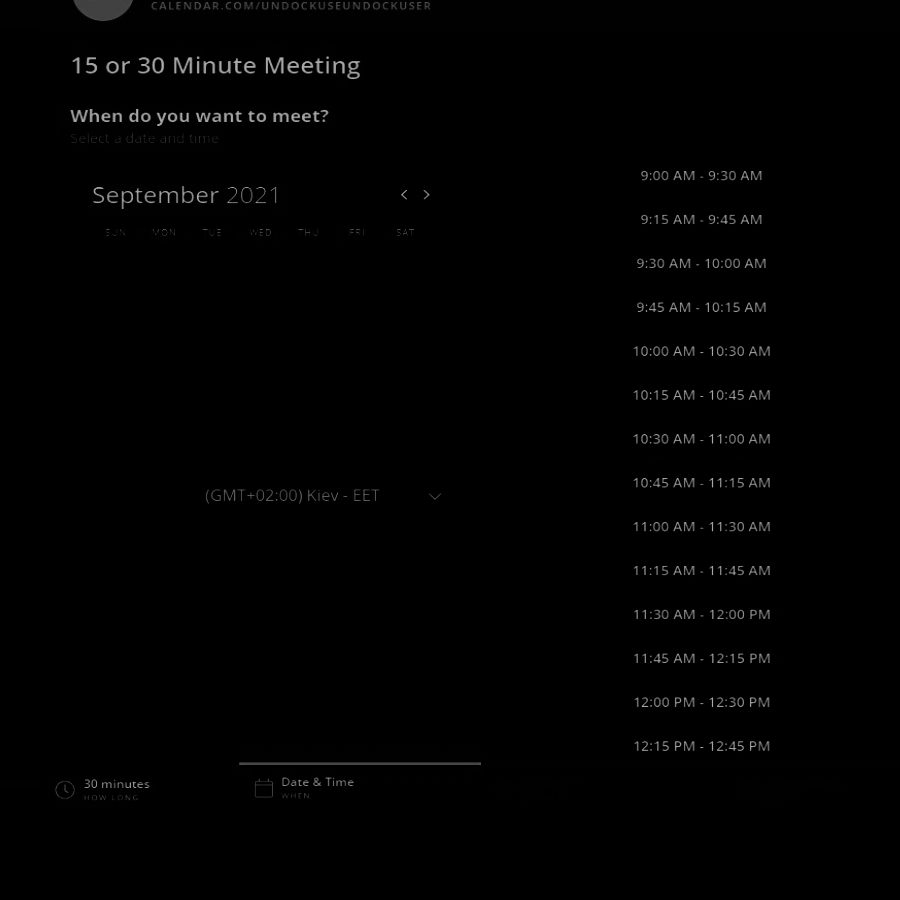 CALENDAR.COM/UNDOCKUSEUNDOCKUSER
15 or 30 Minute Meeting
When do you want to meet?
Select a date and time
September 2021
SUN MON TUE WED THU FRI SAT
(GMT+02:00) Kiev - EET
9:00 AM - 9:30 AM
9:15 AM - 9:45 AM
9:30 AM - 10:00 AM
9:45 AM - 10:15 AM
10:00 AM - 10:30 AM
10:15 AM - 10:45 AM
10:30 AM - 11:00 AM
10:45 AM - 11:15 AM
11:00 AM - 11:30 AM
11:15 AM - 11:45 AM
11:30 AM - 12:00 PM
11:45 AM - 12:15 PM
12:00 PM - 12:30 PM
12:15 PM - 12:45 PM
30 minutes
HOW LONG
Date & Time
WHEN